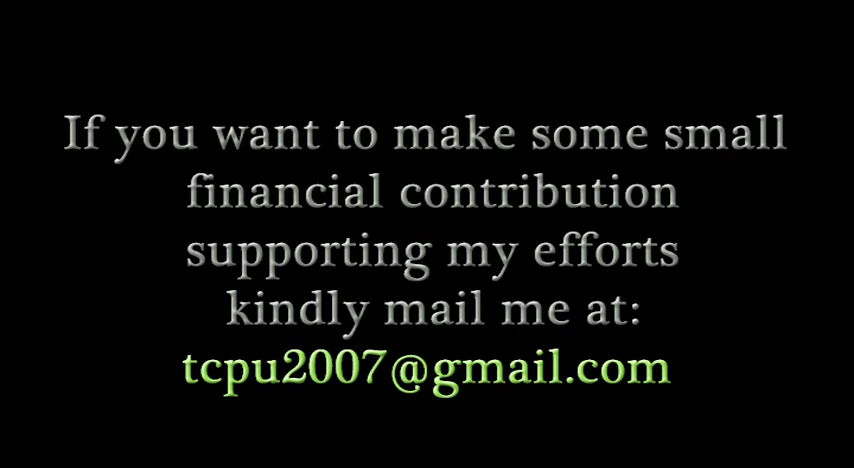 If you want to make some small
financial contribution
supporting my efforts
kindly mail me at:
tcpu2007@gmail.com